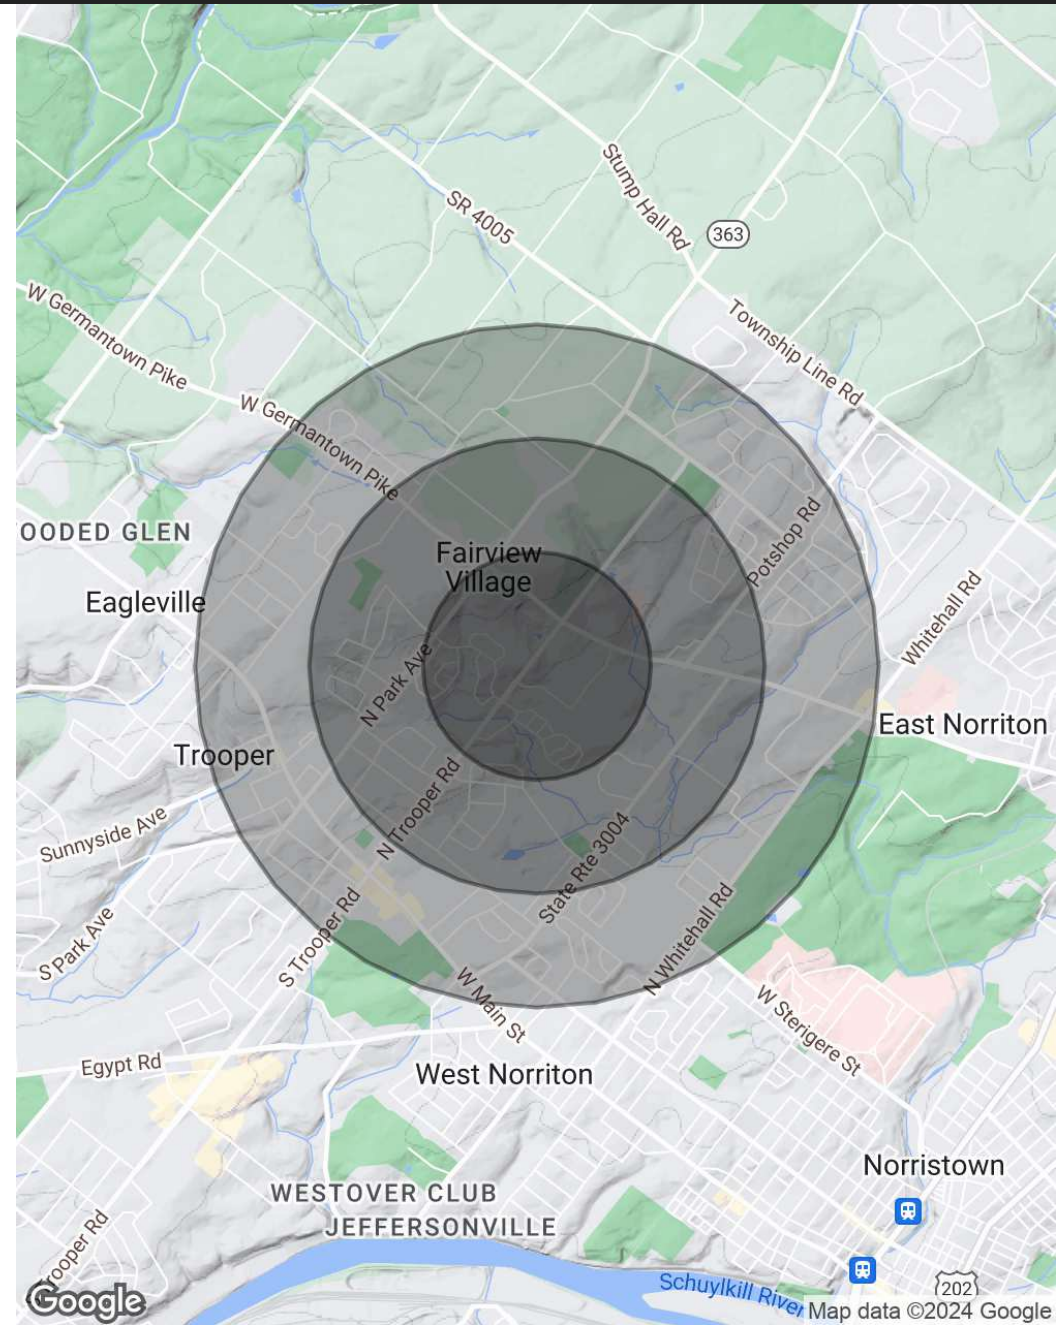 Stump Hall Rd
SR 4005
363
W Germantown Pike
Township Line Rd
W Germantown Pike
OODED GLEN
Potshop Rd
Fairview
Village
Eagleville
Whitehall Rd
N Park Ave
East Norriton
Trooper
N Trooper Rd
Sunnyside Ave
State Rte 3004
S Park Ave
S Trooper Rd
N Whitehall Rd
W Main St
W Sterigere St
Egypt Rd
West Norriton
Norristown
WESTOVER CLUB
JEFFERSONVILLE
Trooper Rd
Schuylkill River
202
Google
Map data ©2024 Google